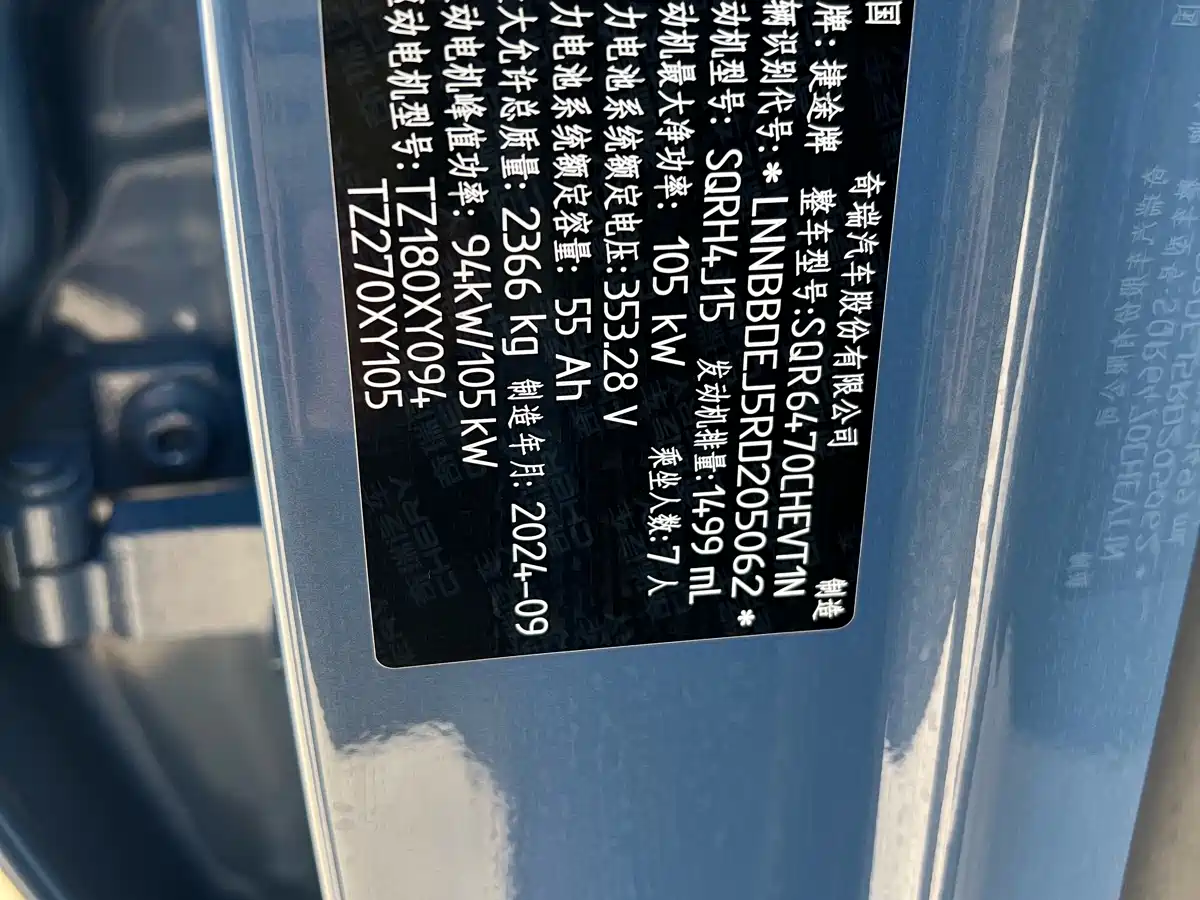 国 奇瑞汽车股份有限公司 制造
牌: 捷途牌 整车型号:SQR6470CHEVT1N
辆识别代号: *LNNBBDEJ5RD205062*
动机型号: SQRH4J15 发动机排量:1499 mL
动机最大净功率: 105 kW 乘坐人数:7人
力电池系统额定电压:353.28 V
力电池系统额定容量: 55 Ah
大允许总质量: 2366 kg 制造年月: 2024-09
动电机峰值功率: 94kW/105kW
动电机型号: TZ180XY094
TZ270XY105